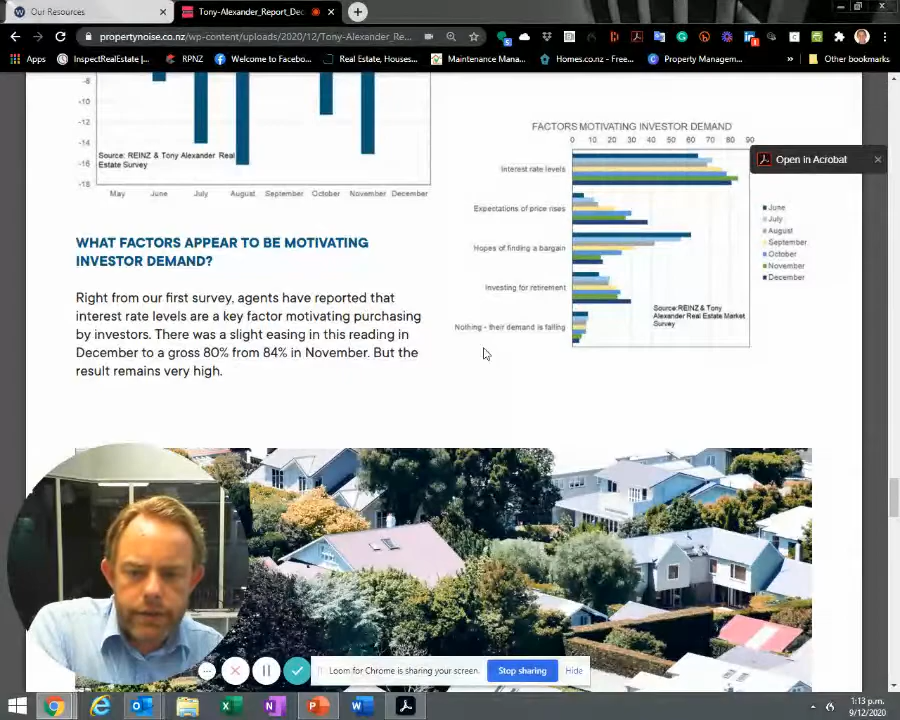 Our Resources
Tony-Alexander_Report_Dec
propertynoise.co.nz/wp-content/uploads/2020/12/Tony-Alexander_Re...
Apps
InspectRealEstate |...
RPNZ
Welcome to Facebo...
Real Estate, Houses...
Maintenance Mana...
Homes.co.nz - Free...
Property Managem...
»
Other bookmarks
-8
-10
-12
-14
-16
-18
Source: REINZ & Tony Alexander Real
Estate Survey
May June July August September October November December
FACTORS MOTIVATING INVESTOR DEMAND
0 10 20 30 40 50 60 70 80 90
Interest rate levels
Expectations of price rises
Hopes of finding a bargain
Investing for retirement
Nothing - their demand is falling
Source:REINZ & Tony
Alexander Real Estate Market
Survey
June
July
August
September
October
November
December
Open in Acrobat
WHAT FACTORS APPEAR TO BE MOTIVATING
INVESTOR DEMAND?
Right from our first survey, agents have reported that
interest rate levels are a key factor motivating purchasing
by investors. There was a slight easing in this reading in
December to a gross 80% from 84% in November. But the
result remains very high.
Loom for Chrome is sharing your screen.
Stop sharing
Hide
1:13 p.m.
9/12/2020